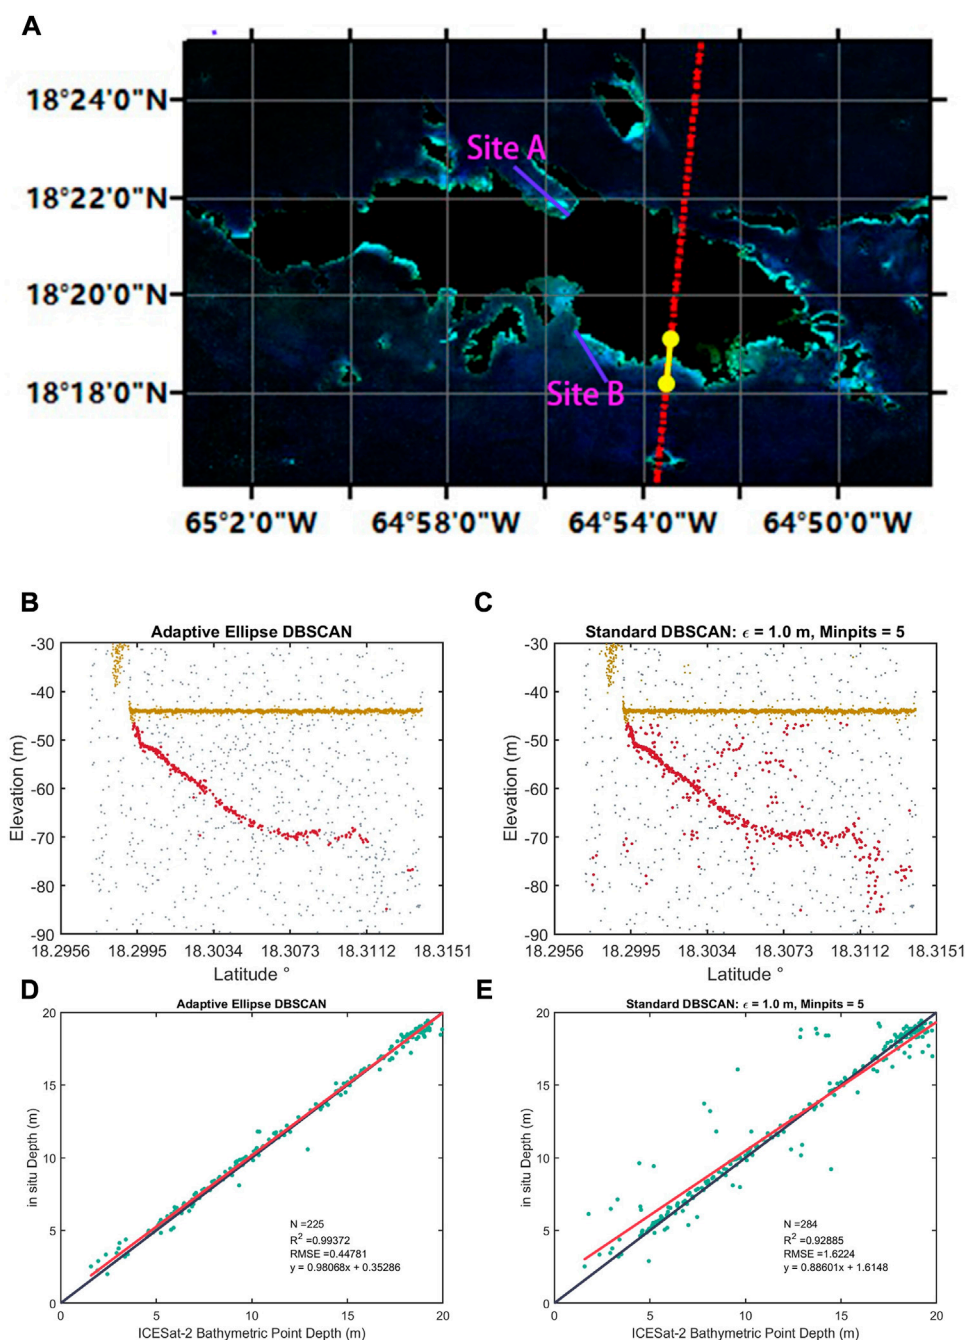 A
18°24'0"N
Site A
18°22'0"N
18°20'0"N
18°18'0"N
Site B
65°2'0"W 64°58'0"W 64°54'0"W 64°50'0"W
B
Adaptive Ellipse DBSCAN
-30
-40
-50
-60
-70
-80
-90
Elevation (m)
18.2956 18.2995 18.3034 18.3073 18.3112 18.3151
Latitude °
C
Standard DBSCAN: ϵ = 1.0 m, Minpits = 5
-30
-40
-50
-60
-70
-80
-90
Elevation (m)
18.2956 18.2995 18.3034 18.3073 18.3112 18.3151
Latitude °
D
Adaptive Ellipse DBSCAN
20
15
10
5
0
in situ Depth (m)
N =225
R² =0.99372
RMSE =0.44781
y = 0.98068x + 0.35286
0 5 10 15 20
ICESat-2 Bathymetric Point Depth (m)
E
Standard DBSCAN: ϵ = 1.0 m, Minpits = 5
20
15
10
5
0
in situ Depth (m)
N =284
R² =0.92885
RMSE =1.6224
y = 0.88601x + 1.6148
0 5 10 15 20
ICESat-2 Bathymetric Point Depth (m)